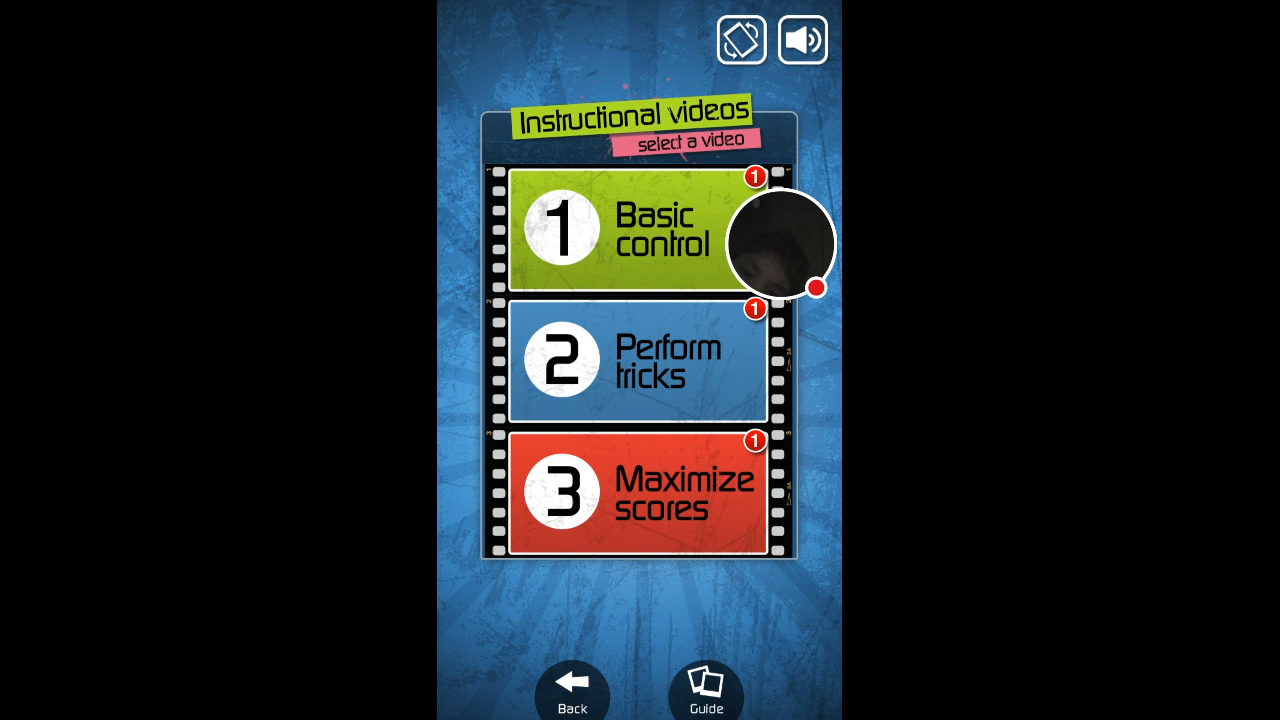 Instructional videos
select a video
1
1
Basic
control
1
2
Perform
tricks
1
3
Maximize
scores
Back
Guide